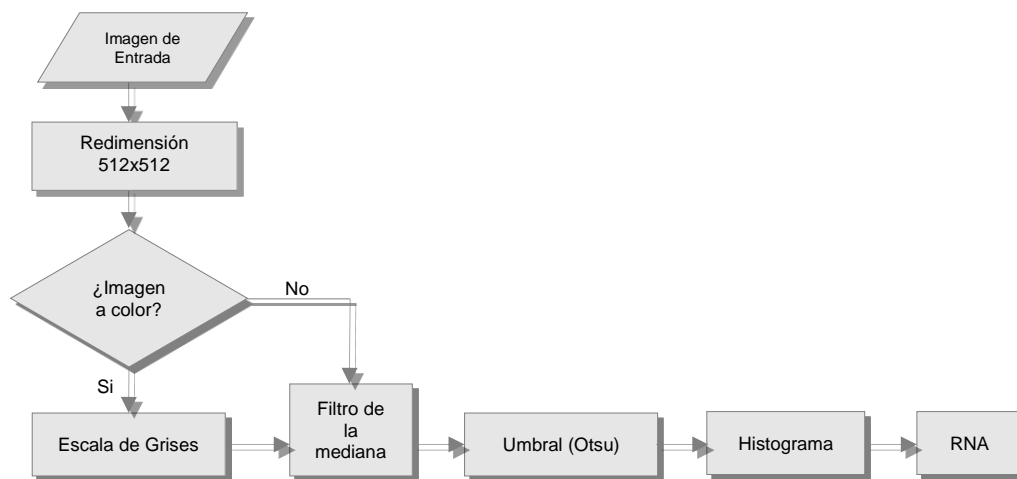 Imagen de
Entrada
Redimensión
512x512
¿Imagen
a color?
No
Si
Escala de Grises
Filtro de
la
mediana
Umbral (Otsu)
Histograma
RNA